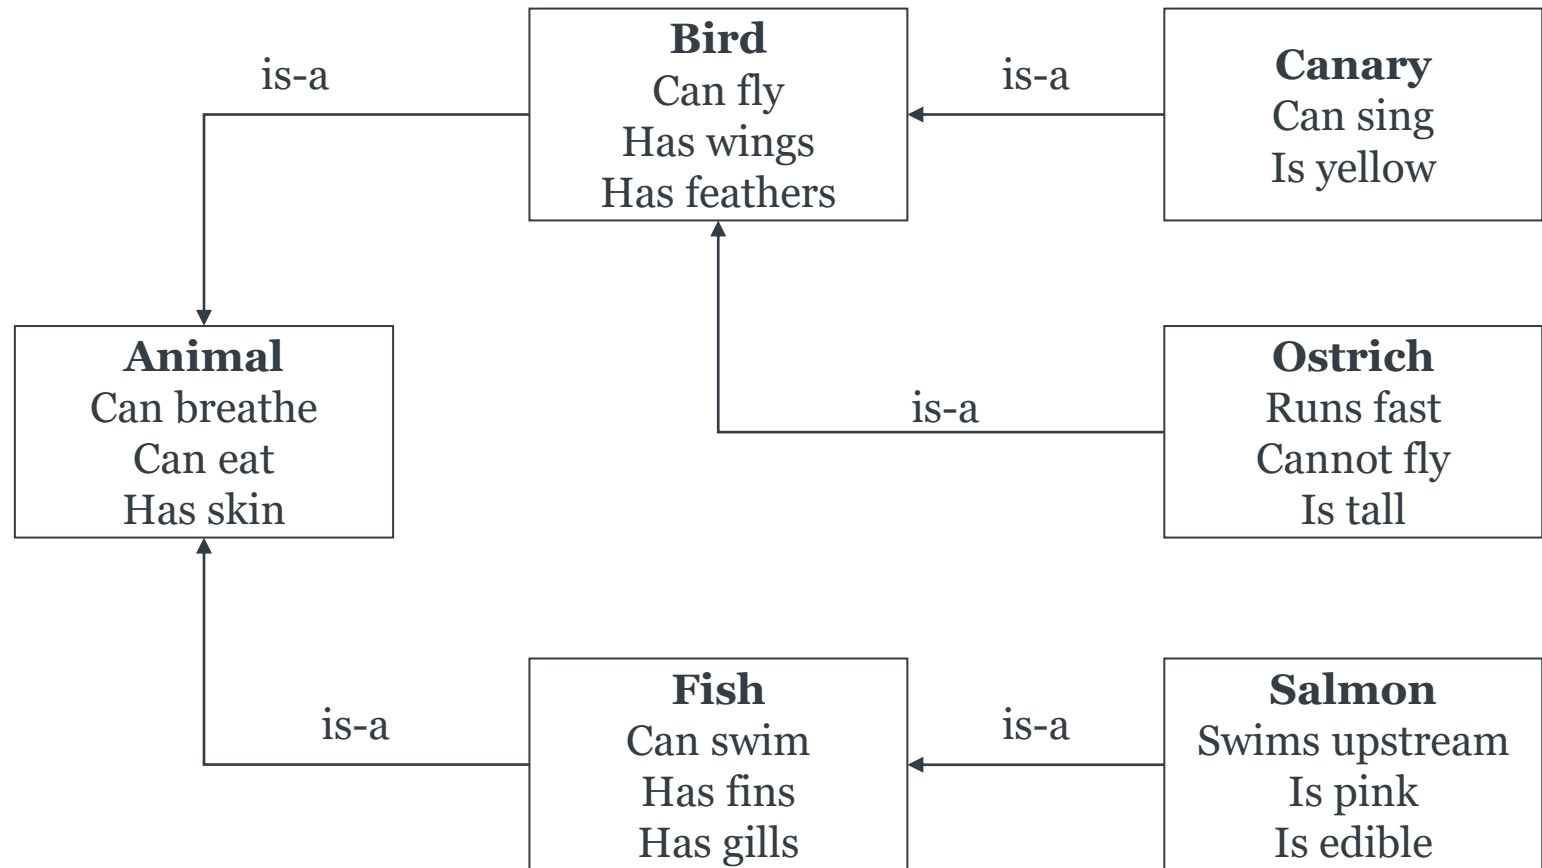 Bird
Can fly
Has wings
Has feathers
is-a
is-a
Canary
Can sing
Is yellow
Animal
Can breathe
Can eat
Has skin
is-a
Ostrich
Runs fast
Cannot fly
Is tall
is-a
Fish
Can swim
Has fins
Has gills
is-a
Salmon
Swims upstream
Is pink
Is edible